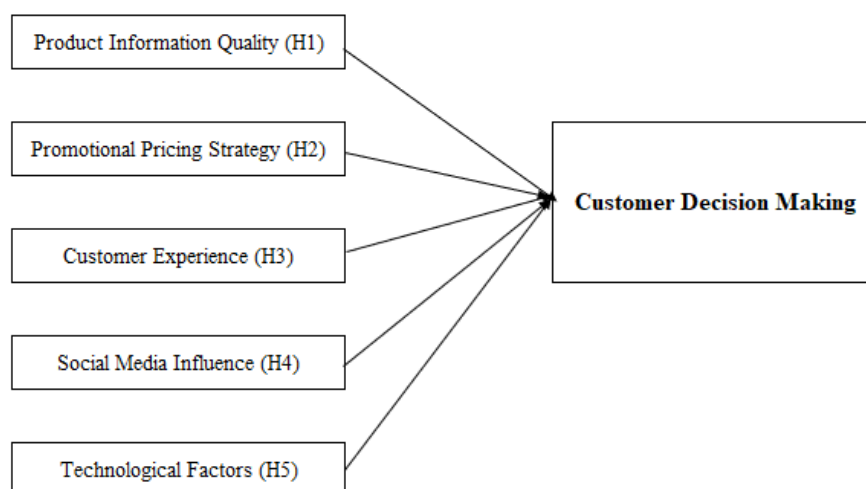 Product Information Quality (H1)
Promotional Pricing Strategy (H2)
Customer Decision Making
Customer Experience (H3)
Social Media Influence (H4)
Technological Factors (H5)